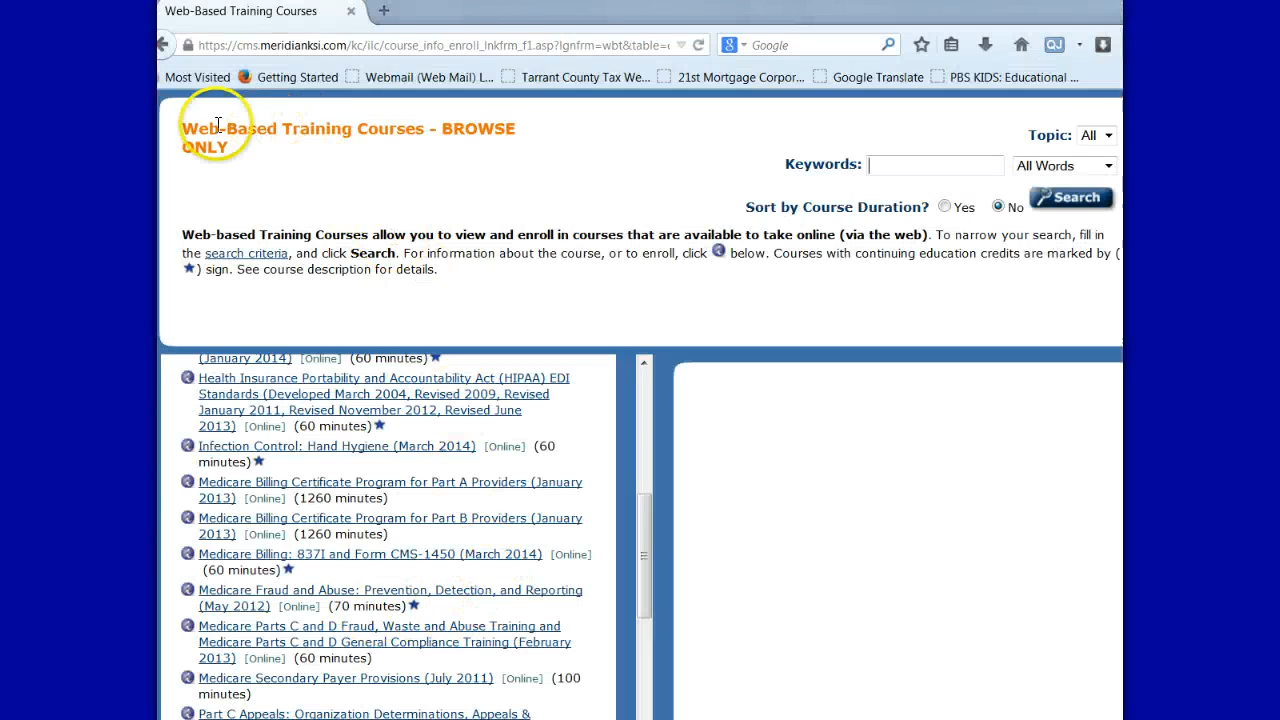 Web-Based Training Courses
https://cms.meridianksi.com/kc/ilc/course_info_enroll_lnkfrm_f1.asp?lgnfrm=wbt&table=c
Google
Most Visited Getting Started Webmail (Web Mail) L... Tarrant County Tax We... 21st Mortgage Corpor... Google Translate PBS KIDS: Educational ...
Web-Based Training Courses - BROWSE
ONLY
Topic: All
Keywords: All Words
Sort by Course Duration? Yes No Search
Web-based Training Courses allow you to view and enroll in courses that are available to take online (via the web). To narrow your search, fill in
the search criteria, and click Search. For information about the course, or to enroll, click below. Courses with continuing education credits are marked by (
) sign. See course description for details.
(January 2014) [Online] (60 minutes)
Health Insurance Portability and Accountability Act (HIPAA) EDI
Standards (Developed March 2004, Revised 2009, Revised
January 2011, Revised November 2012, Revised June
2013) [Online] (60 minutes)
Infection Control: Hand Hygiene (March 2014) [Online] (60
minutes)
Medicare Billing Certificate Program for Part A Providers (January
2013) [Online] (1260 minutes)
Medicare Billing Certificate Program for Part B Providers (January
2013) [Online] (1260 minutes)
Medicare Billing: 837I and Form CMS-1450 (March 2014) [Online]
(60 minutes)
Medicare Fraud and Abuse: Prevention, Detection, and Reporting
(May 2012) [Online] (70 minutes)
Medicare Parts C and D Fraud, Waste and Abuse Training and
Medicare Parts C and D General Compliance Training (February
2013) [Online] (60 minutes)
Medicare Secondary Payer Provisions (July 2011) [Online] (100
minutes)
Part C Appeals: Organization Determinations, Appeals &